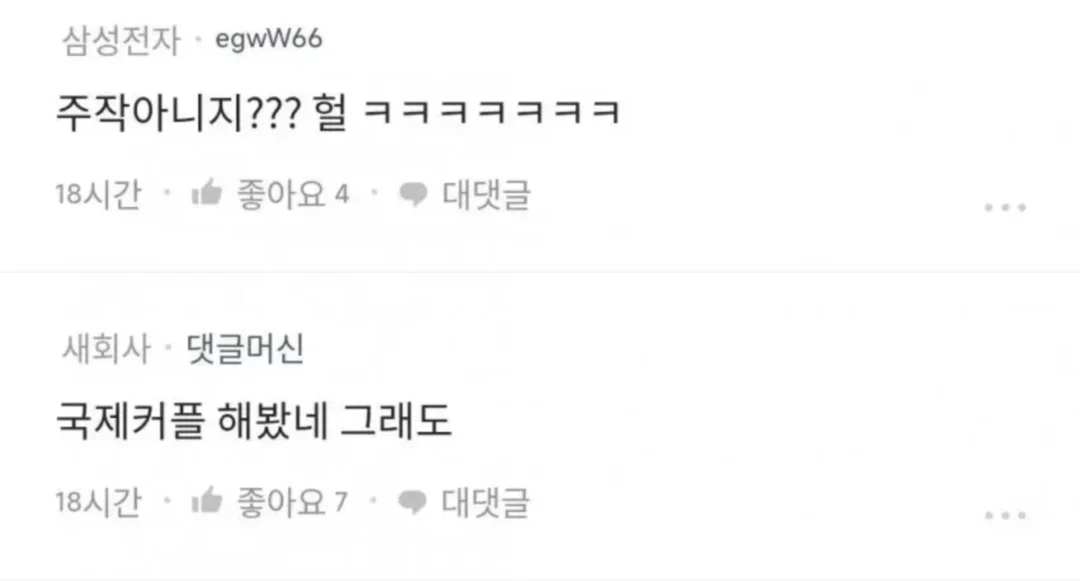 삼성전자 · egwW66
주작아니지??? 헐 ㅋㅋㅋㅋㅋㅋㅋ
18시간 · 좋아요 4 · 대댓글
새회사 · 댓글머신
국제커플 해봤네 그래도
18시간 · 좋아요 7 · 대댓글